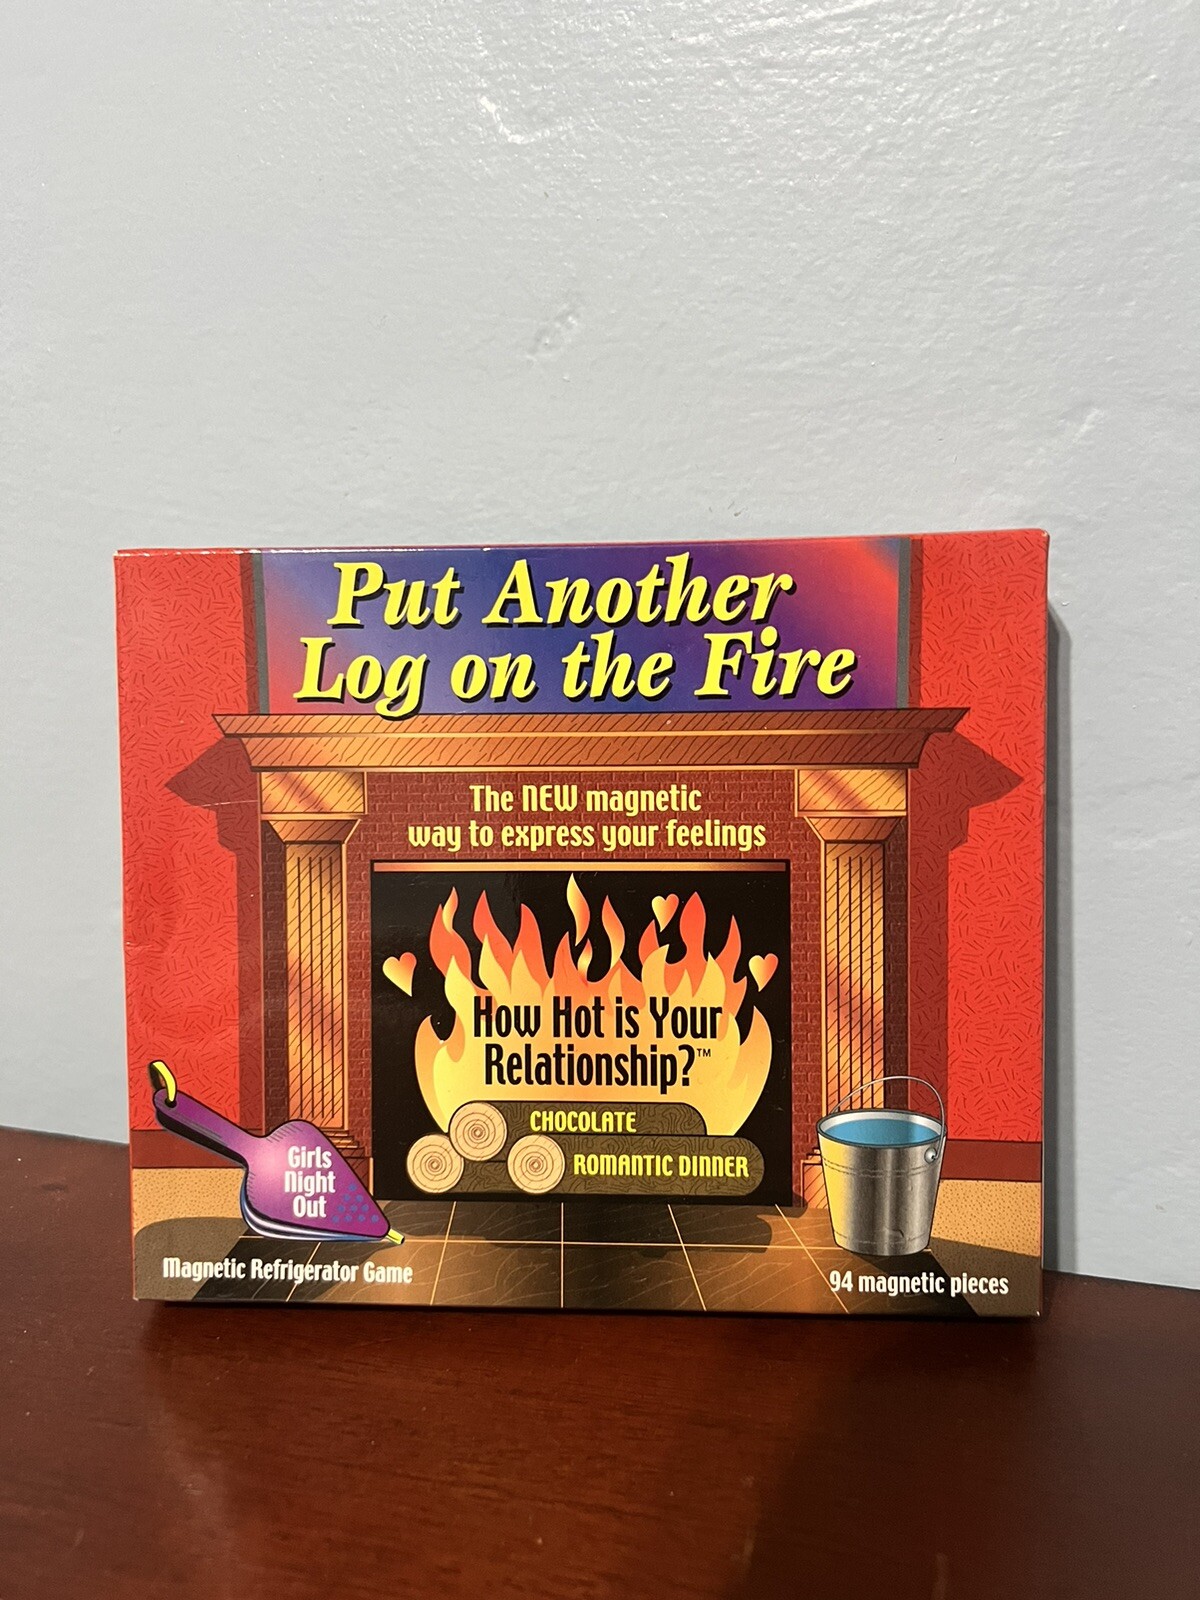 Put Another
Log on the Fire
The NEW magnetic
way to express your feelings
How Hot is Your
Relationship?™
CHOCOLATE
ROMANTIC DINNER
Girls
Night
Out
Magnetic Refrigerator Game
94 magnetic pieces